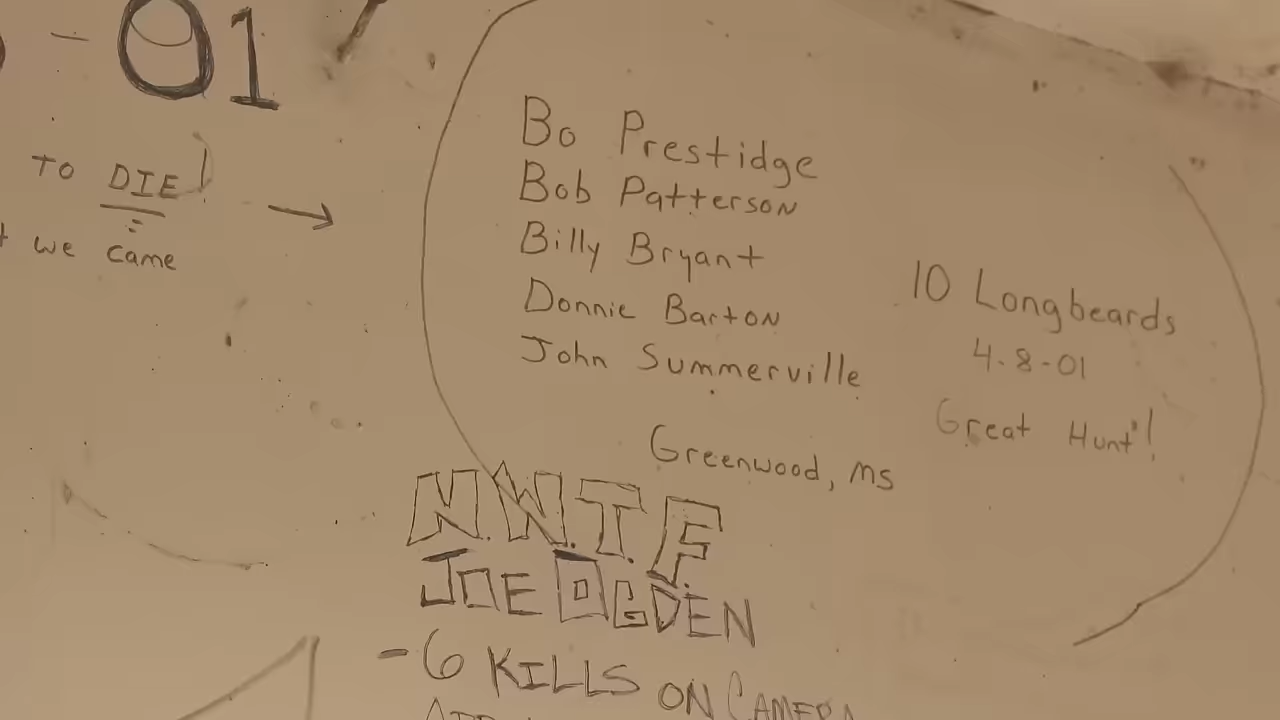 - 01
TO DIE!
we came
Bo Prestidge
Bob Patterson
Billy Bryant
Donnie Barton
John Summerville
Greenwood, MS
10 Longbeards
4-8-01
Great Hunt!
N.W.T.F.
JOE OGDEN
- 6 KILLS ON CAMERA